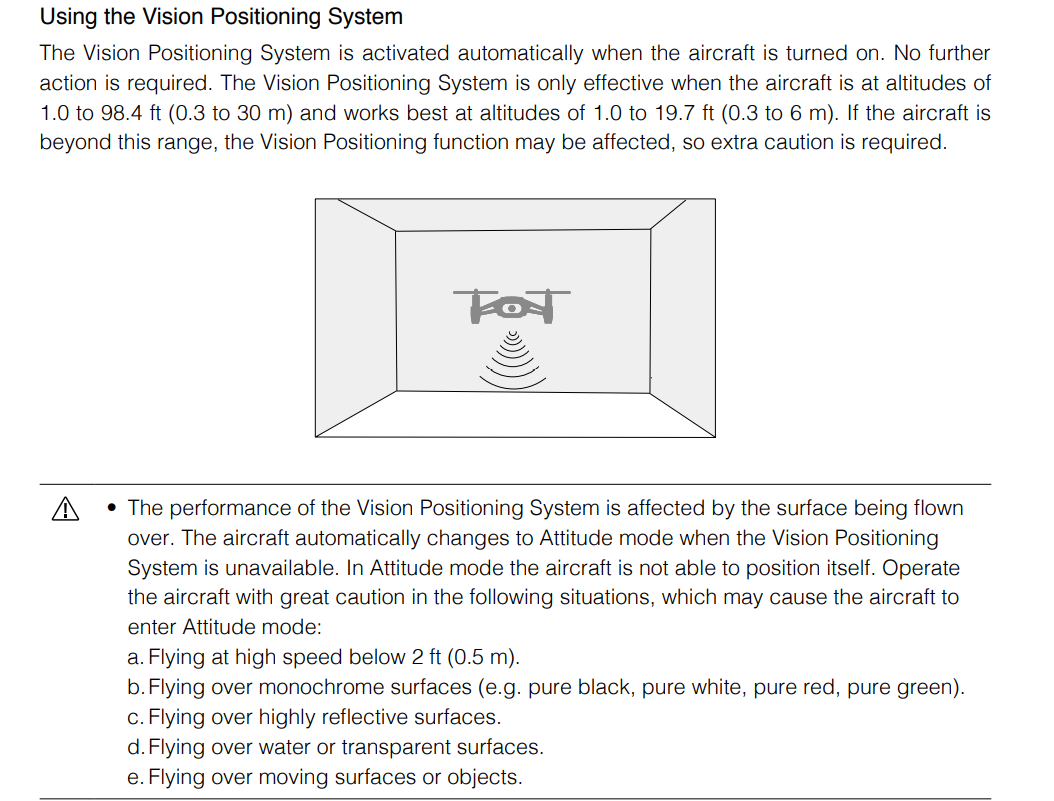 Using the Vision Positioning System
The Vision Positioning System is activated automatically when the aircraft is turned on. No further
action is required. The Vision Positioning System is only effective when the aircraft is at altitudes of
1.0 to 98.4 ft (0.3 to 30 m) and works best at altitudes of 1.0 to 19.7 ft (0.3 to 6 m). If the aircraft is
beyond this range, the Vision Positioning function may be affected, so extra caution is required.
• The performance of the Vision Positioning System is affected by the surface being flown
over. The aircraft automatically changes to Attitude mode when the Vision Positioning
System is unavailable. In Attitude mode the aircraft is not able to position itself. Operate
the aircraft with great caution in the following situations, which may cause the aircraft to
enter Attitude mode:
a. Flying at high speed below 2 ft (0.5 m).
b. Flying over monochrome surfaces (e.g. pure black, pure white, pure red, pure green).
c. Flying over highly reflective surfaces.
d. Flying over water or transparent surfaces.
e. Flying over moving surfaces or objects.